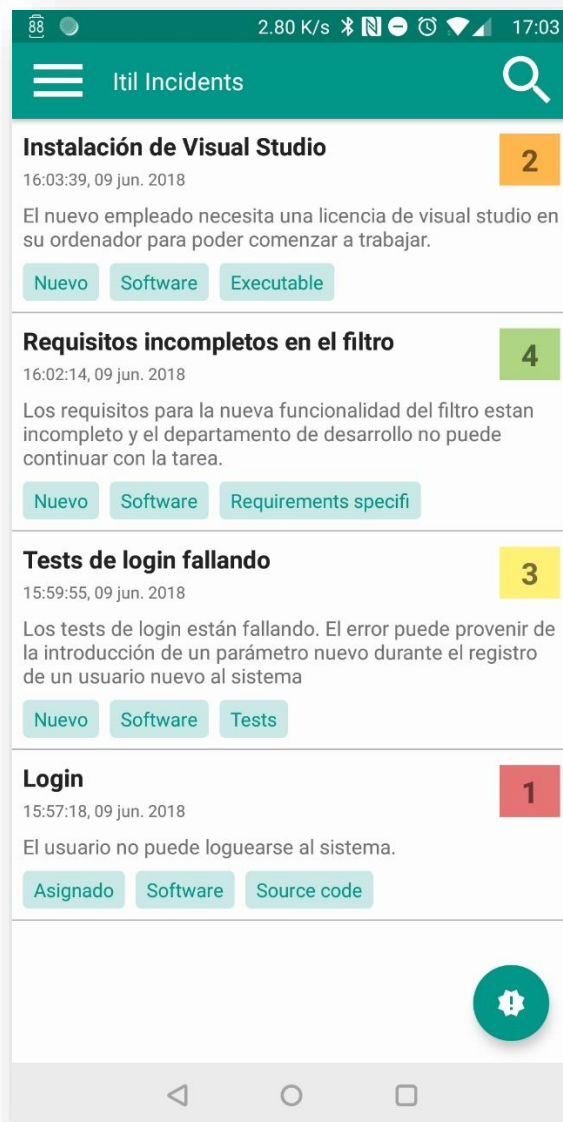 88 2.80 K/s 17:03
Itil Incidents
Instalación de Visual Studio
2
16:03:39, 09 jun. 2018
El nuevo empleado necesita una licencia de visual studio en
su ordenador para poder comenzar a trabajar.
Nuevo Software Executable
Requisitos incompletos en el filtro
4
16:02:14, 09 jun. 2018
Los requisitos para la nueva funcionalidad del filtro estan
incompleto y el departamento de desarrollo no puede
continuar con la tarea.
Nuevo Software Requirements specifi
Tests de login fallando
3
15:59:55, 09 jun. 2018
Los tests de login están fallando. El error puede provenir de
la introducción de un parámetro nuevo durante el registro
de un usuario nuevo al sistema
Nuevo Software Tests
Login
1
15:57:18, 09 jun. 2018
El usuario no puede loguearse al sistema.
Asignado Software Source code